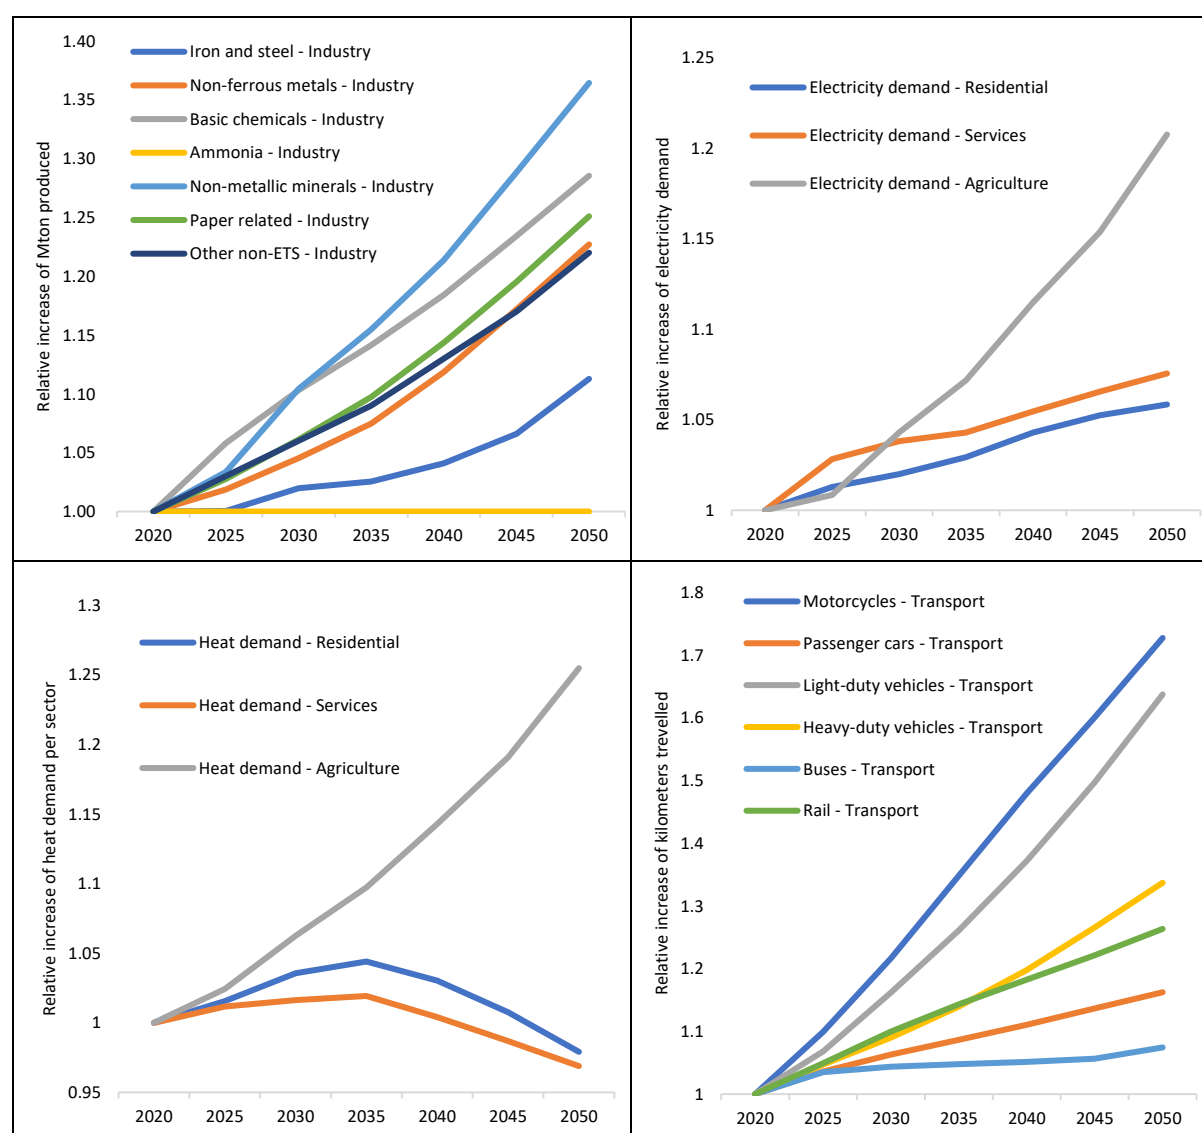 Relative increase of Mton produced
1.40
1.35
1.30
1.25
1.20
1.15
1.10
1.05
1.00
Iron and steel - Industry
Non-ferrous metals - Industry
Basic chemicals - Industry
Ammonia - Industry
Non-metallic minerals - Industry
Paper related - Industry
Other non-ETS - Industry
2020 2025 2030 2035 2040 2045 2050
Relative increase of electricity demand
1.25
1.2
1.15
1.1
1.05
1
Electricity demand - Residential
Electricity demand - Services
Electricity demand - Agriculture
2020 2025 2030 2035 2040 2045 2050
Relative increase of heat demand per sector
1.3
1.25
1.2
1.15
1.1
1.05
1
0.95
Heat demand - Residential
Heat demand - Services
Heat demand - Agriculture
2020 2025 2030 2035 2040 2045 2050
Relative increase of kilometers trevelled
1.8
1.7
1.6
1.5
1.4
1.3
1.2
1.1
1
Motorcycles - Transport
Passenger cars - Transport
Light-duty vehicles - Transport
Heavy-duty vehicles - Transport
Buses - Transport
Rail - Transport
2020 2025 2030 2035 2040 2045 2050